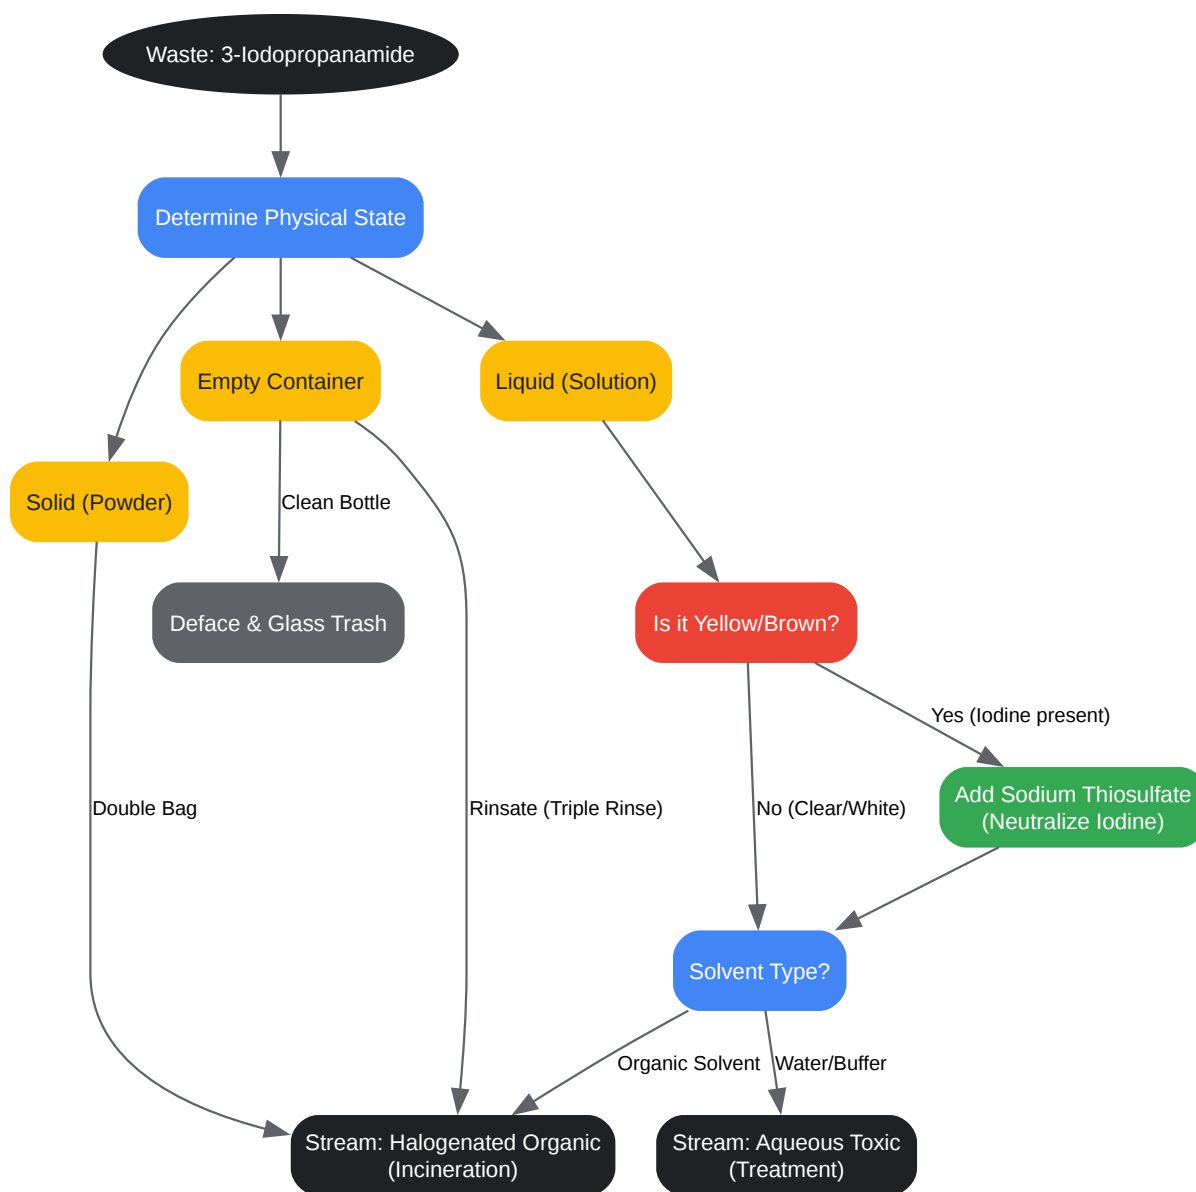 Waste: 3-Iodopropanamide
Determine Physical State
Empty Container
Liquid (Solution)
Solid (Powder)
Clean Bottle
Deface & Glass Trash
Is it Yellow/Brown?
Yes (Iodine present)
Double Bag
Rinsate (Triple Rinse)
No (Clear/White)
Add Sodium Thiosulfate
(Neutralize Iodine)
Solvent Type?
Organic Solvent
Water/Buffer
Stream: Halogenated Organic
(Incineration)
Stream: Aqueous Toxic
(Treatment)